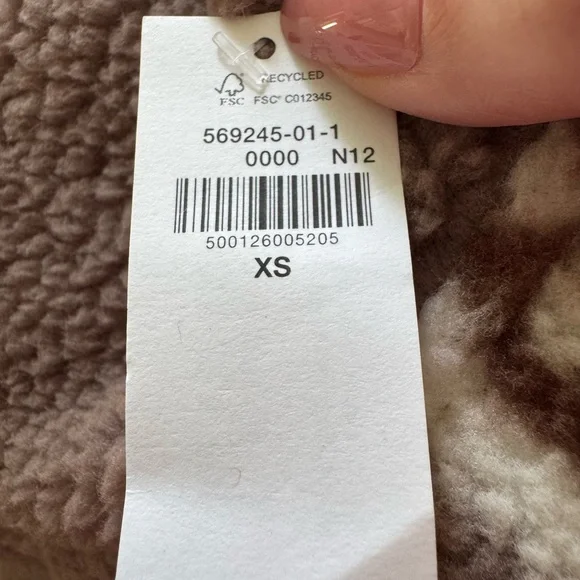 RECYCLED
FSC FSC® C012345
569245-01-1
0000 N12
500126005205
XS